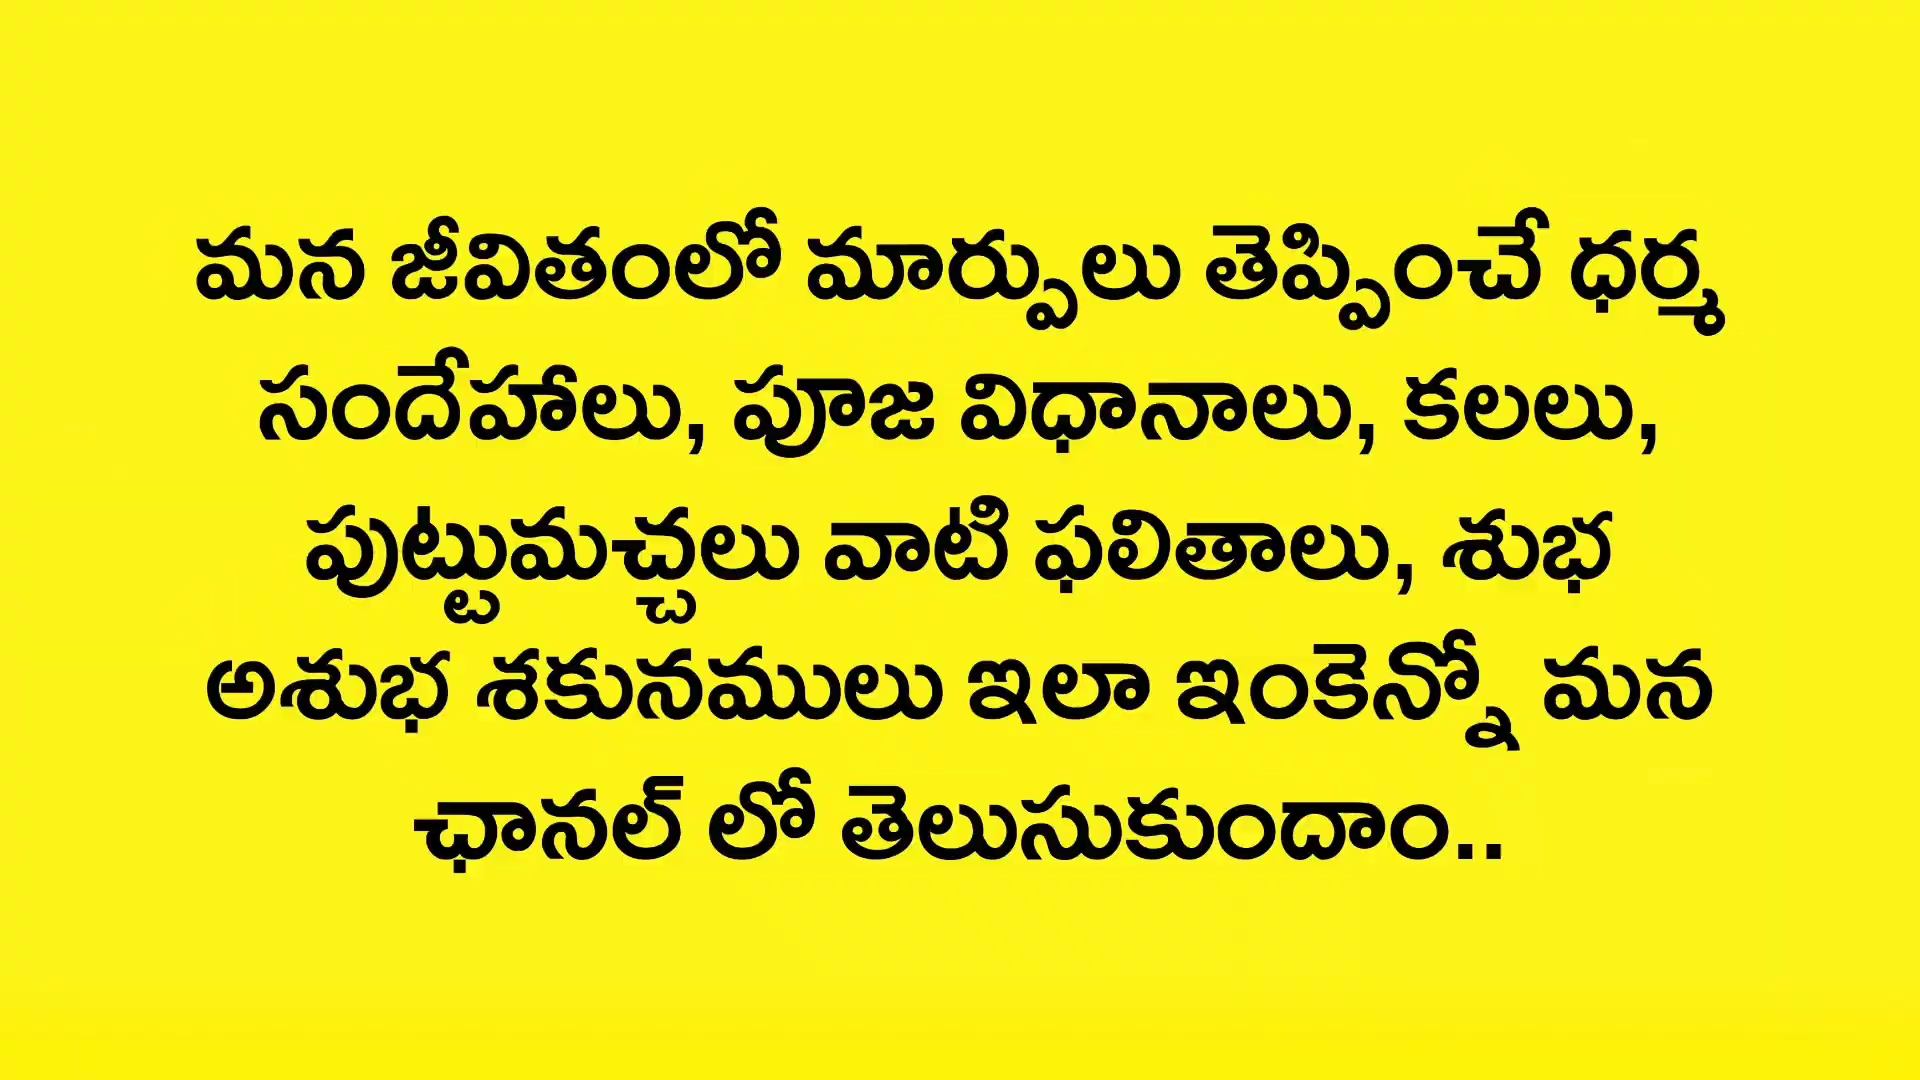 మన జీవితంలో మార్పులు తెప్పించే ధర్మ
సందేహాలు, పూజ విధానాలు, కలలు,
పుట్టుమచ్చలు వాటి ఫలితాలు, శుభ
అశుభ శకునములు ఇలా ఇంకెన్నో మన
ఛానల్ లో తెలుసుకుందాం..